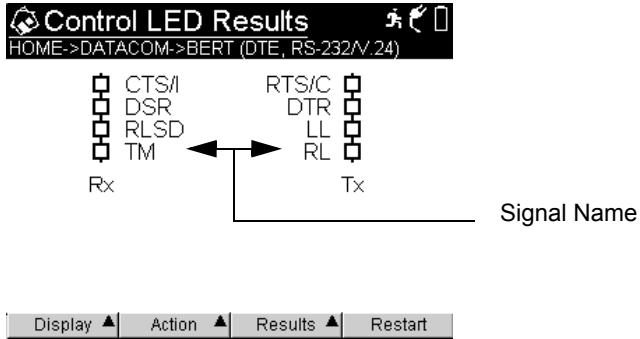 Control LED Results
HOME->DATACOM->BERT (DTE, RS-232/V.24)
CTS/I RTS/C
DSR DTR
RLSD LL
TM RL
Rx Tx
Signal Name
Display Action Results Restart